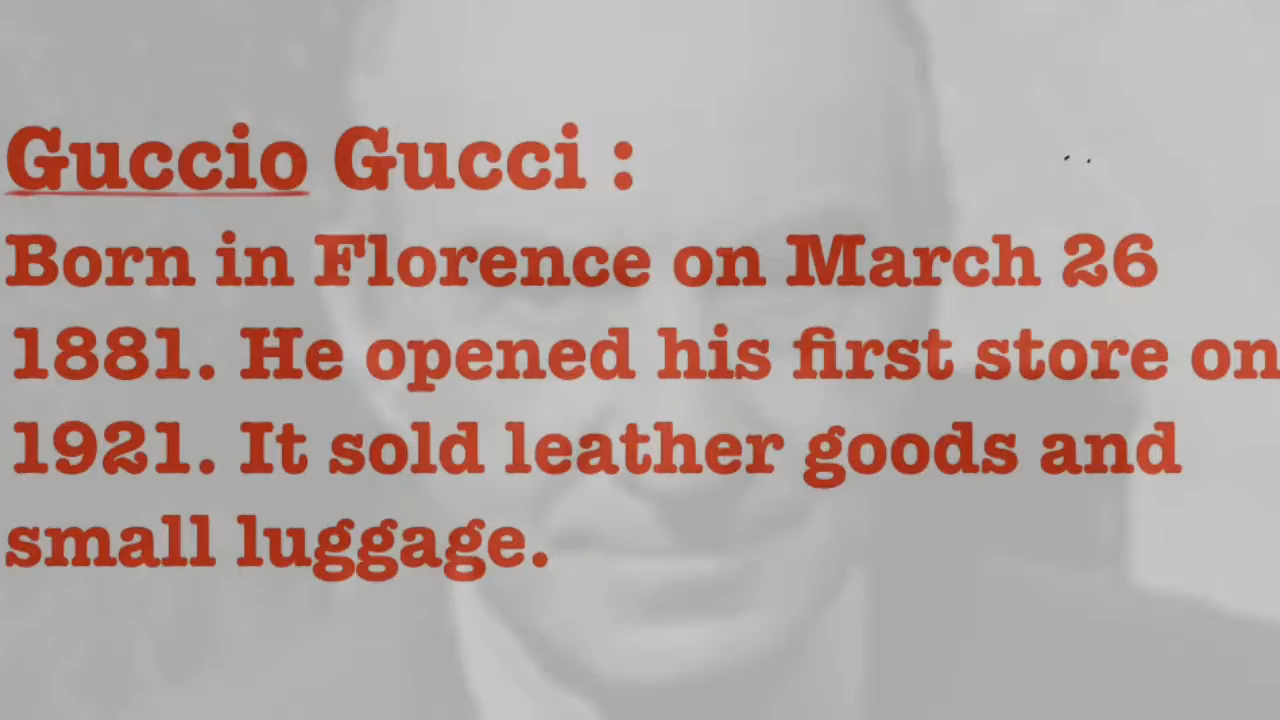 Guccio Gucci :
Born in Florence on March 26
1881. He opened his first store on
1921. It sold leather goods and
small luggage.